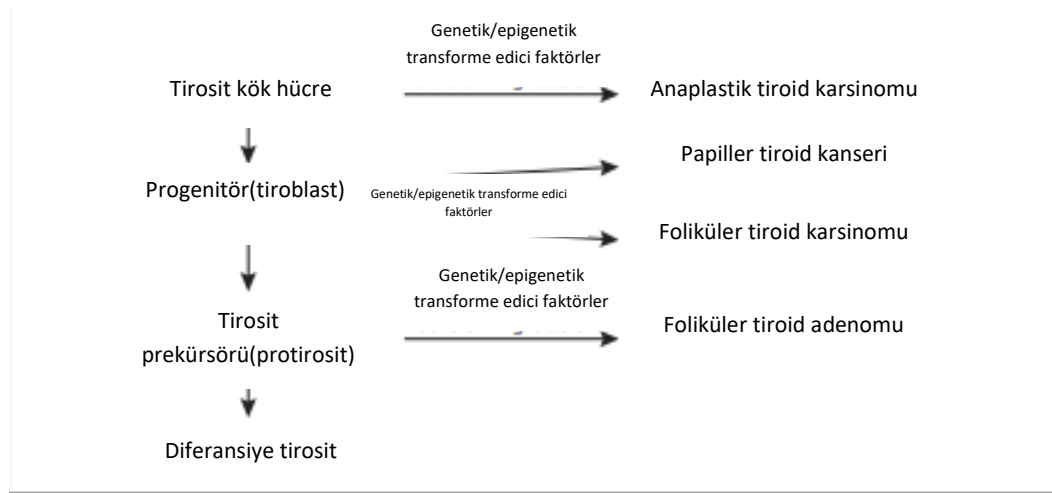 Genetik/epigenetik
transforme edici faktörler
Tirosit kök hücre
Anaplastik tiroid karsinomu
Papiller tiroid kanseri
Progenitör(tiroblast)
Genetik/epigenetik transforme edici
faktörler
Foliküler tiroid karsinomu
Genetik/epigenetik
transforme edici faktörler
Tirosit
prekürsörü(protirosit)
Foliküler tiroid adenomu
Diferansiye tirosit